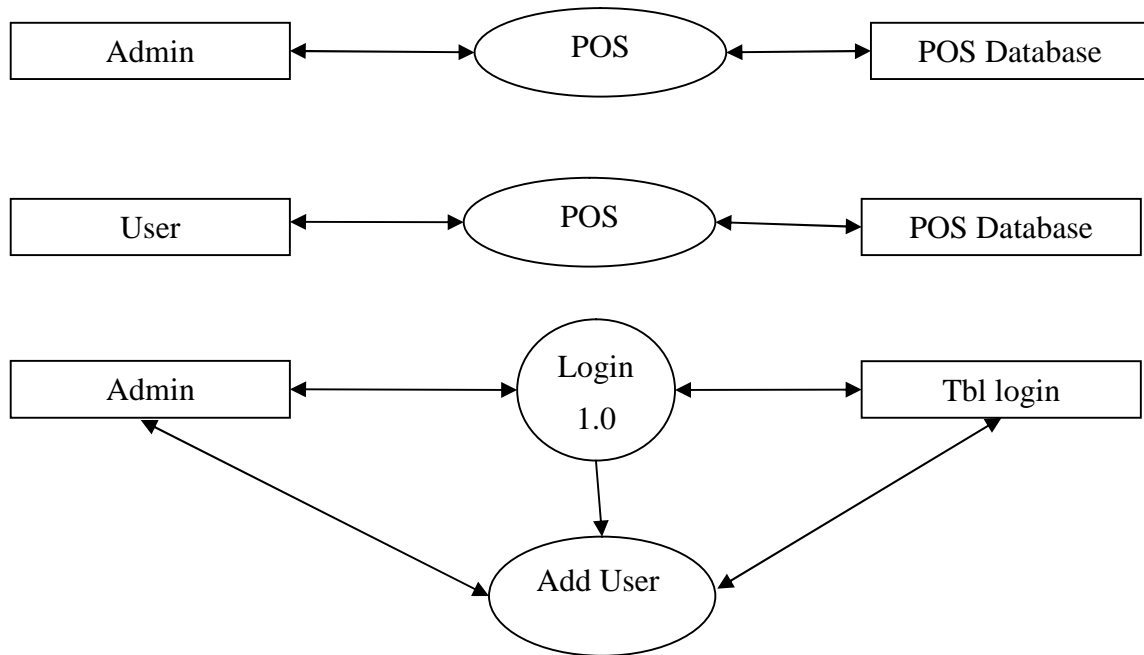 Admin
POS
POS Database
User
POS
POS Database
Admin
Login
1.0
Tbl login
Add User